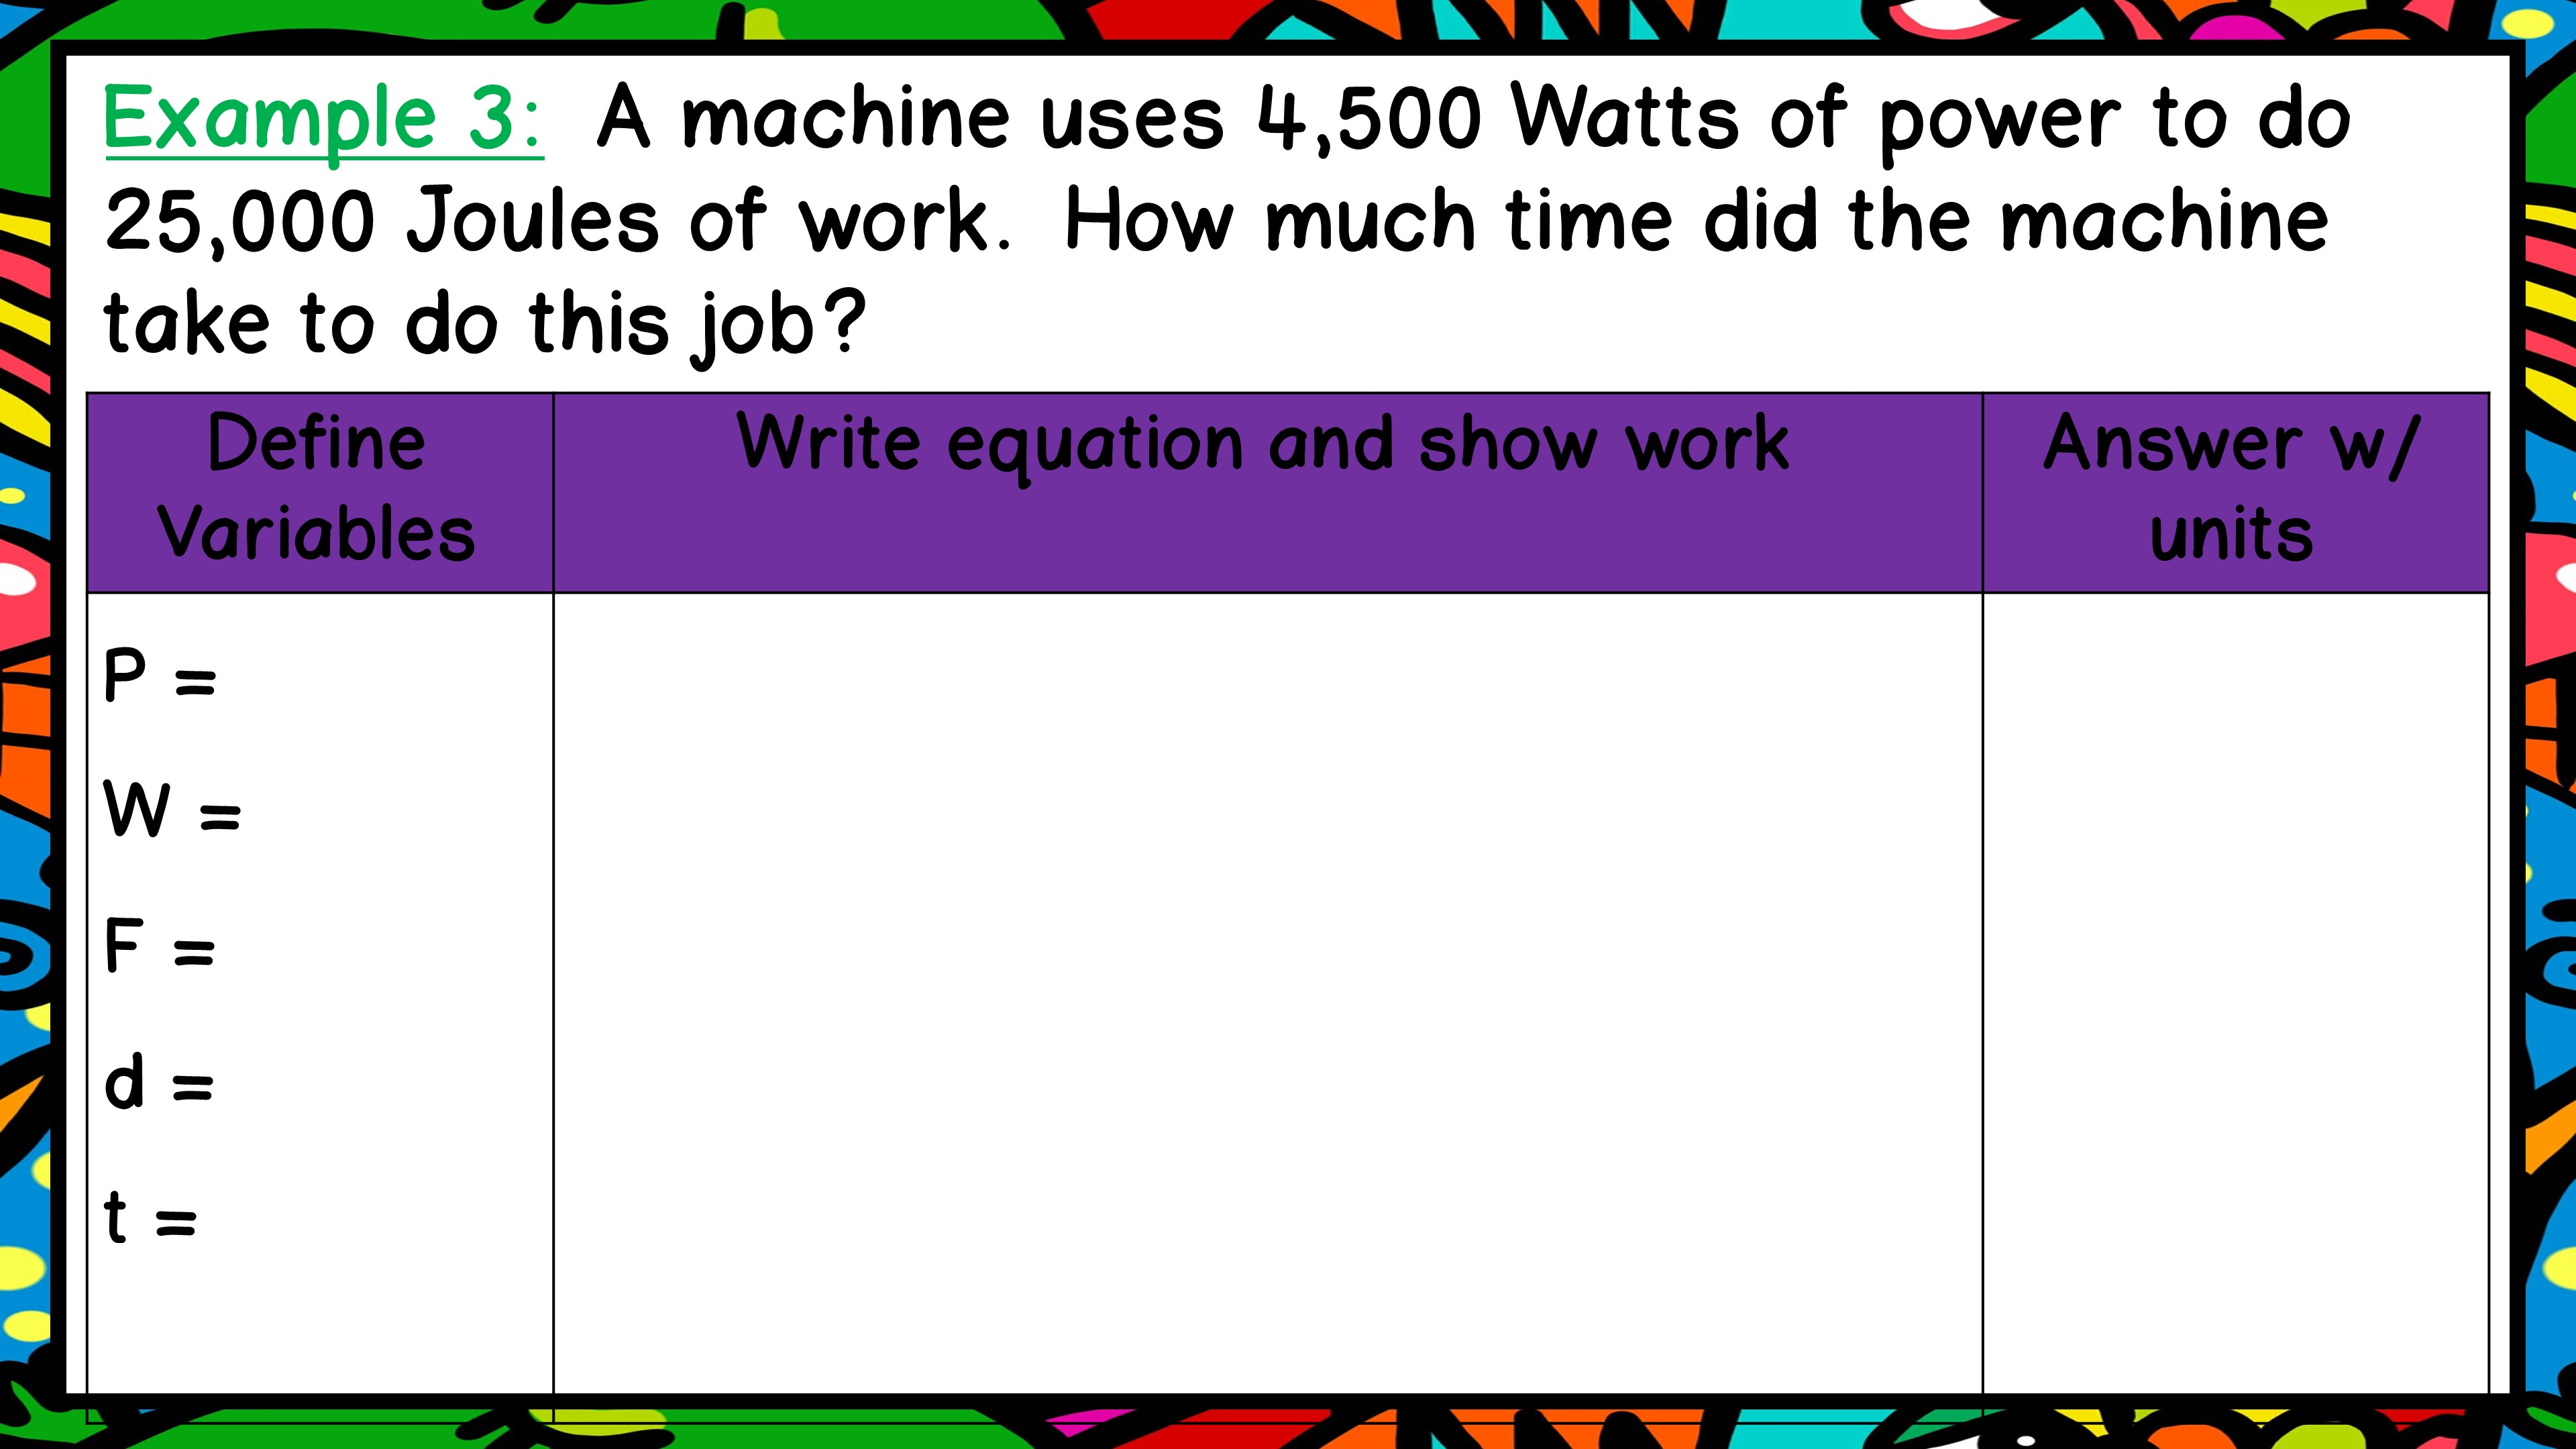 Example 3:  A machine uses 4,500 Watts of power to do
25,000 Joules of work.  How much time did the machine
take to do this job?
Define
Variables
Write equation and show work
Answer w/
units
P =
W =
F =
d =
t =